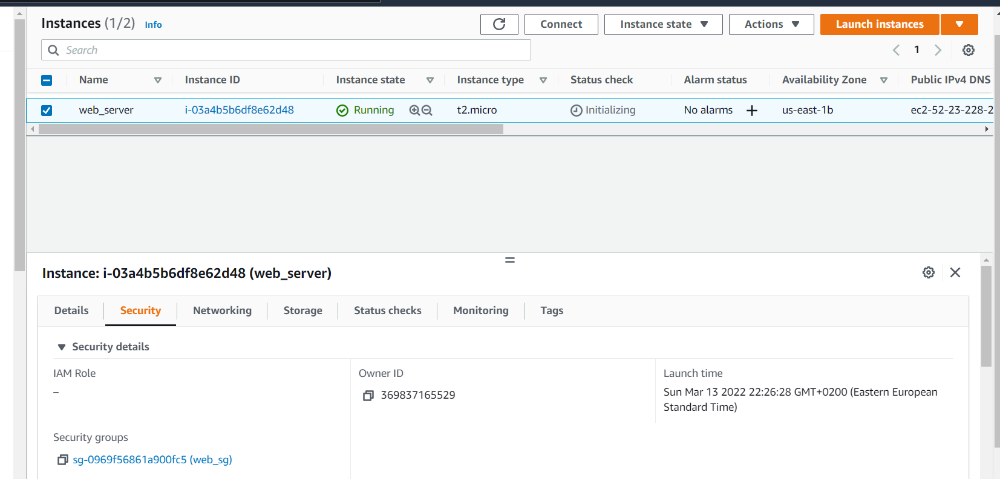 Instances (1/2) Info
Connect
Instance state
Actions
Launch instances
Search
1
Name Instance ID Instance state Instance type Status check Alarm status Availability Zone Public IPv4 DNS
web_server i-03a4b5b6df8e62d48 Running t2.micro Initializing No alarms + us-east-1b ec2-52-23-228-2
Instance: i-03a4b5b6df8e62d48 (web_server)
Details Security Networking Storage Status checks Monitoring Tags
Security details
IAM Role
–
Owner ID
369837165529
Launch time
Sun Mar 13 2022 22:26:28 GMT+0200 (Eastern European
Standard Time)
Security groups
sg-0969f56861a900fc5 (web_sg)